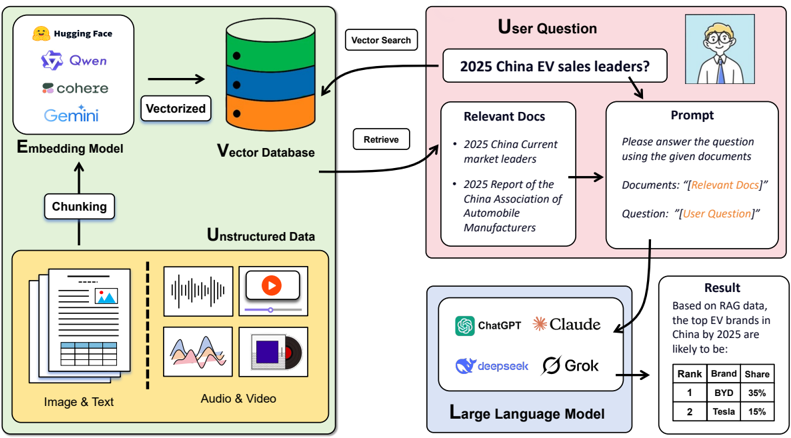 Hugging Face
Qwen
cohere
Gemini
Embedding Model
Vectorized
Vector Database
Chunking
Unstructured Data
Image & Text
Audio & Video
Vector Search
Retrieve
User Question
2025 China EV sales leaders?
Relevant Docs
• 2025 China Current
market leaders
• 2025 Report of the
China Association of
Automobile
Manufacturers
Prompt
Please answer the question
using the given documents
Documents: “[Relevant Docs]”
Question: ”[User Question]”
ChatGPT
Claude
deepseek
Grok
Large Language Model
Result
Based on RAG data,
the top EV brands in
China by 2025 are
likely to be:
Rank Brand Share
1 BYD 35%
2 Tesla 15%